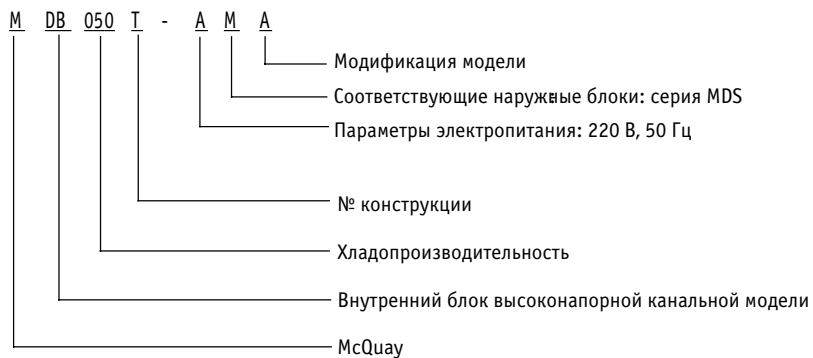 M DB 050 T - A M A
Модификация модели
Соответствующие наружные блоки: серия MDS
Параметры электропитания: 220 В, 50 Гц
№ конструкции
Хладопроизводительность
Внутренний блок высоконапорной канальной модели
McQuay